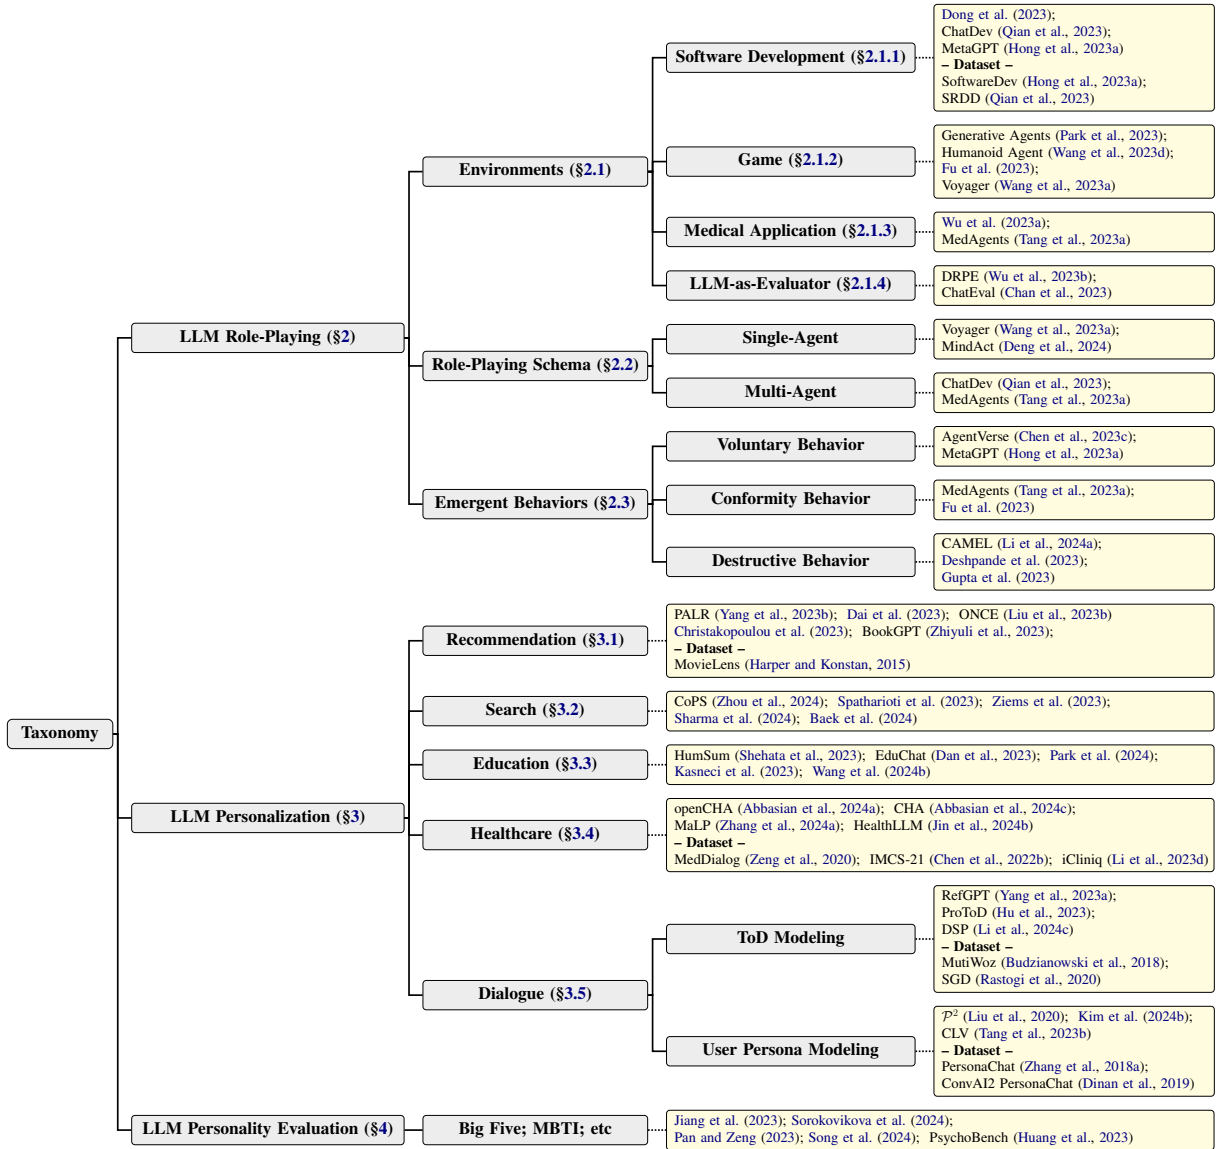 Taxonomy
LLM Role-Playing (§2)
Environments (§2.1)
Software Development (§2.1.1)
Dong et al. (2023);
ChatDev (Qian et al., 2023);
MetaGPT (Hong et al., 2023a)
– Dataset –
SoftwareDev (Hong et al., 2023a);
SRDD (Qian et al., 2023)
Game (§2.1.2)
Generative Agents (Park et al., 2023);
Humanoid Agent (Wang et al., 2023d);
Fu et al. (2023);
Voyager (Wang et al., 2023a)
Medical Application (§2.1.3)
Wu et al. (2023a);
MedAgents (Tang et al., 2023a)
LLM-as-Evaluator (§2.1.4)
DRPE (Wu et al., 2023b);
ChatEval (Chan et al., 2023)
Role-Playing Schema (§2.2)
Single-Agent
Voyager (Wang et al., 2023a);
MindAct (Deng et al., 2024)
Multi-Agent
ChatDev (Qian et al., 2023);
MedAgents (Tang et al., 2023a)
Emergent Behaviors (§2.3)
Voluntary Behavior
AgentVerse (Chen et al., 2023c);
MetaGPT (Hong et al., 2023a)
Conformity Behavior
MedAgents (Tang et al., 2023a);
Fu et al. (2023)
Destructive Behavior
CAMEL (Li et al., 2024a);
Deshpande et al. (2023);
Gupta et al. (2023)
LLM Personalization (§3)
Recommendation (§3.1)
PALR (Yang et al., 2023b); Dai et al. (2023); ONCE (Liu et al., 2023b)
Christakopoulou et al. (2023); BookGPT (Zhiyuli et al., 2023);
– Dataset –
MovieLens (Harper and Konstan, 2015)
Search (§3.2)
CoPS (Zhou et al., 2024); Spatharioti et al. (2023); Ziems et al. (2023);
Sharma et al. (2024); Baek et al. (2024)
Education (§3.3)
HumSum (Shehata et al., 2023); EduChat (Dan et al., 2023); Park et al. (2024);
Kasneci et al. (2023); Wang et al. (2024b)
Healthcare (§3.4)
openCHA (Abbasian et al., 2024a); CHA (Abbasian et al., 2024c);
MaLP (Zhang et al., 2024a); HealthLLM (Jin et al., 2024b)
– Dataset –
MedDialog (Zeng et al., 2020); IMCS-21 (Chen et al., 2022b); iCliniq (Li et al., 2023d)
Dialogue (§3.5)
ToD Modeling
RefGPT (Yang et al., 2023a);
ProToD (Hu et al., 2023);
DSP (Li et al., 2024c)
– Dataset –
MutiWoz (Budzianowski et al., 2018);
SGD (Rastogi et al., 2020)
User Persona Modeling
𝒫² (Liu et al., 2020); Kim et al. (2024b);
CLV (Tang et al., 2023b)
– Dataset –
PersonaChat (Zhang et al., 2018a);
ConvAI2 PersonaChat (Dinan et al., 2019)
LLM Personality Evaluation (§4)
Big Five; MBTI; etc
Jiang et al. (2023); Sorokovikova et al. (2024);
Pan and Zeng (2023); Song et al. (2024); PsychoBench (Huang et al., 2023)